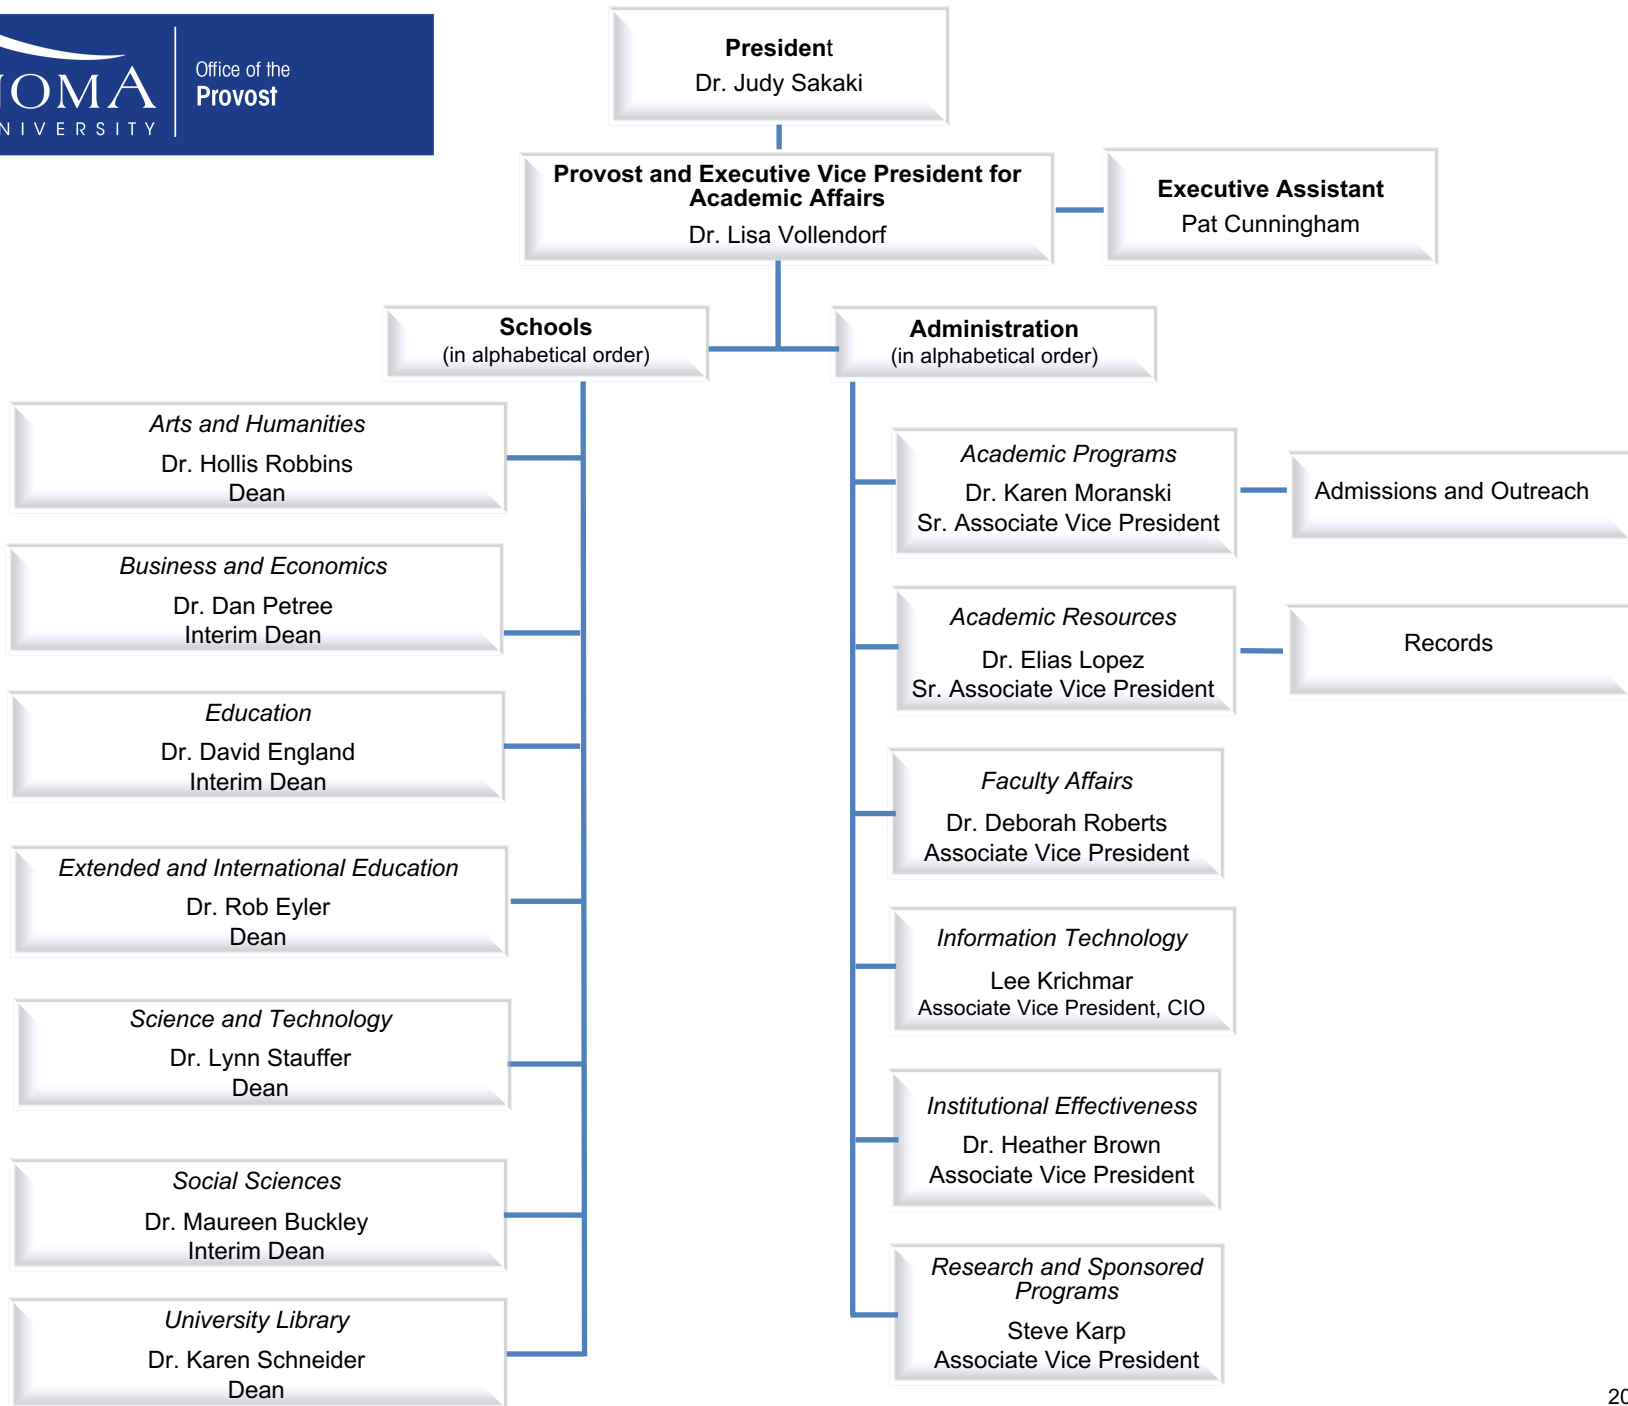 Office of the
Provost
UNIVERSITY
President
Dr. Judy Sakaki
Provost and Executive Vice President for
Academic Affairs
Dr. Lisa Vollendorf
Executive Assistant
Pat Cunningham
Schools
(in alphabetical order)
Administration
(in alphabetical order)
Arts and Humanities
Dr. Hollis Robbins
Dean
Business and Economics
Dr. Dan Petree
Interim Dean
Education
Dr. David England
Interim Dean
Extended and International Education
Dr. Rob Eyler
Dean
Science and Technology
Dr. Lynn Stauffer
Dean
Social Sciences
Dr. Maureen Buckley
Interim Dean
University Library
Dr. Karen Schneider
Dean
Academic Programs
Dr. Karen Moranski
Sr. Associate Vice President
Admissions and Outreach
Academic Resources
Dr. Elias Lopez
Sr. Associate Vice President
Records
Faculty Affairs
Dr. Deborah Roberts
Associate Vice President
Information Technology
Lee Krichmar
Associate Vice President, CIO
Institutional Effectiveness
Dr. Heather Brown
Associate Vice President
Research and Sponsored
Programs
Steve Karp
Associate Vice President